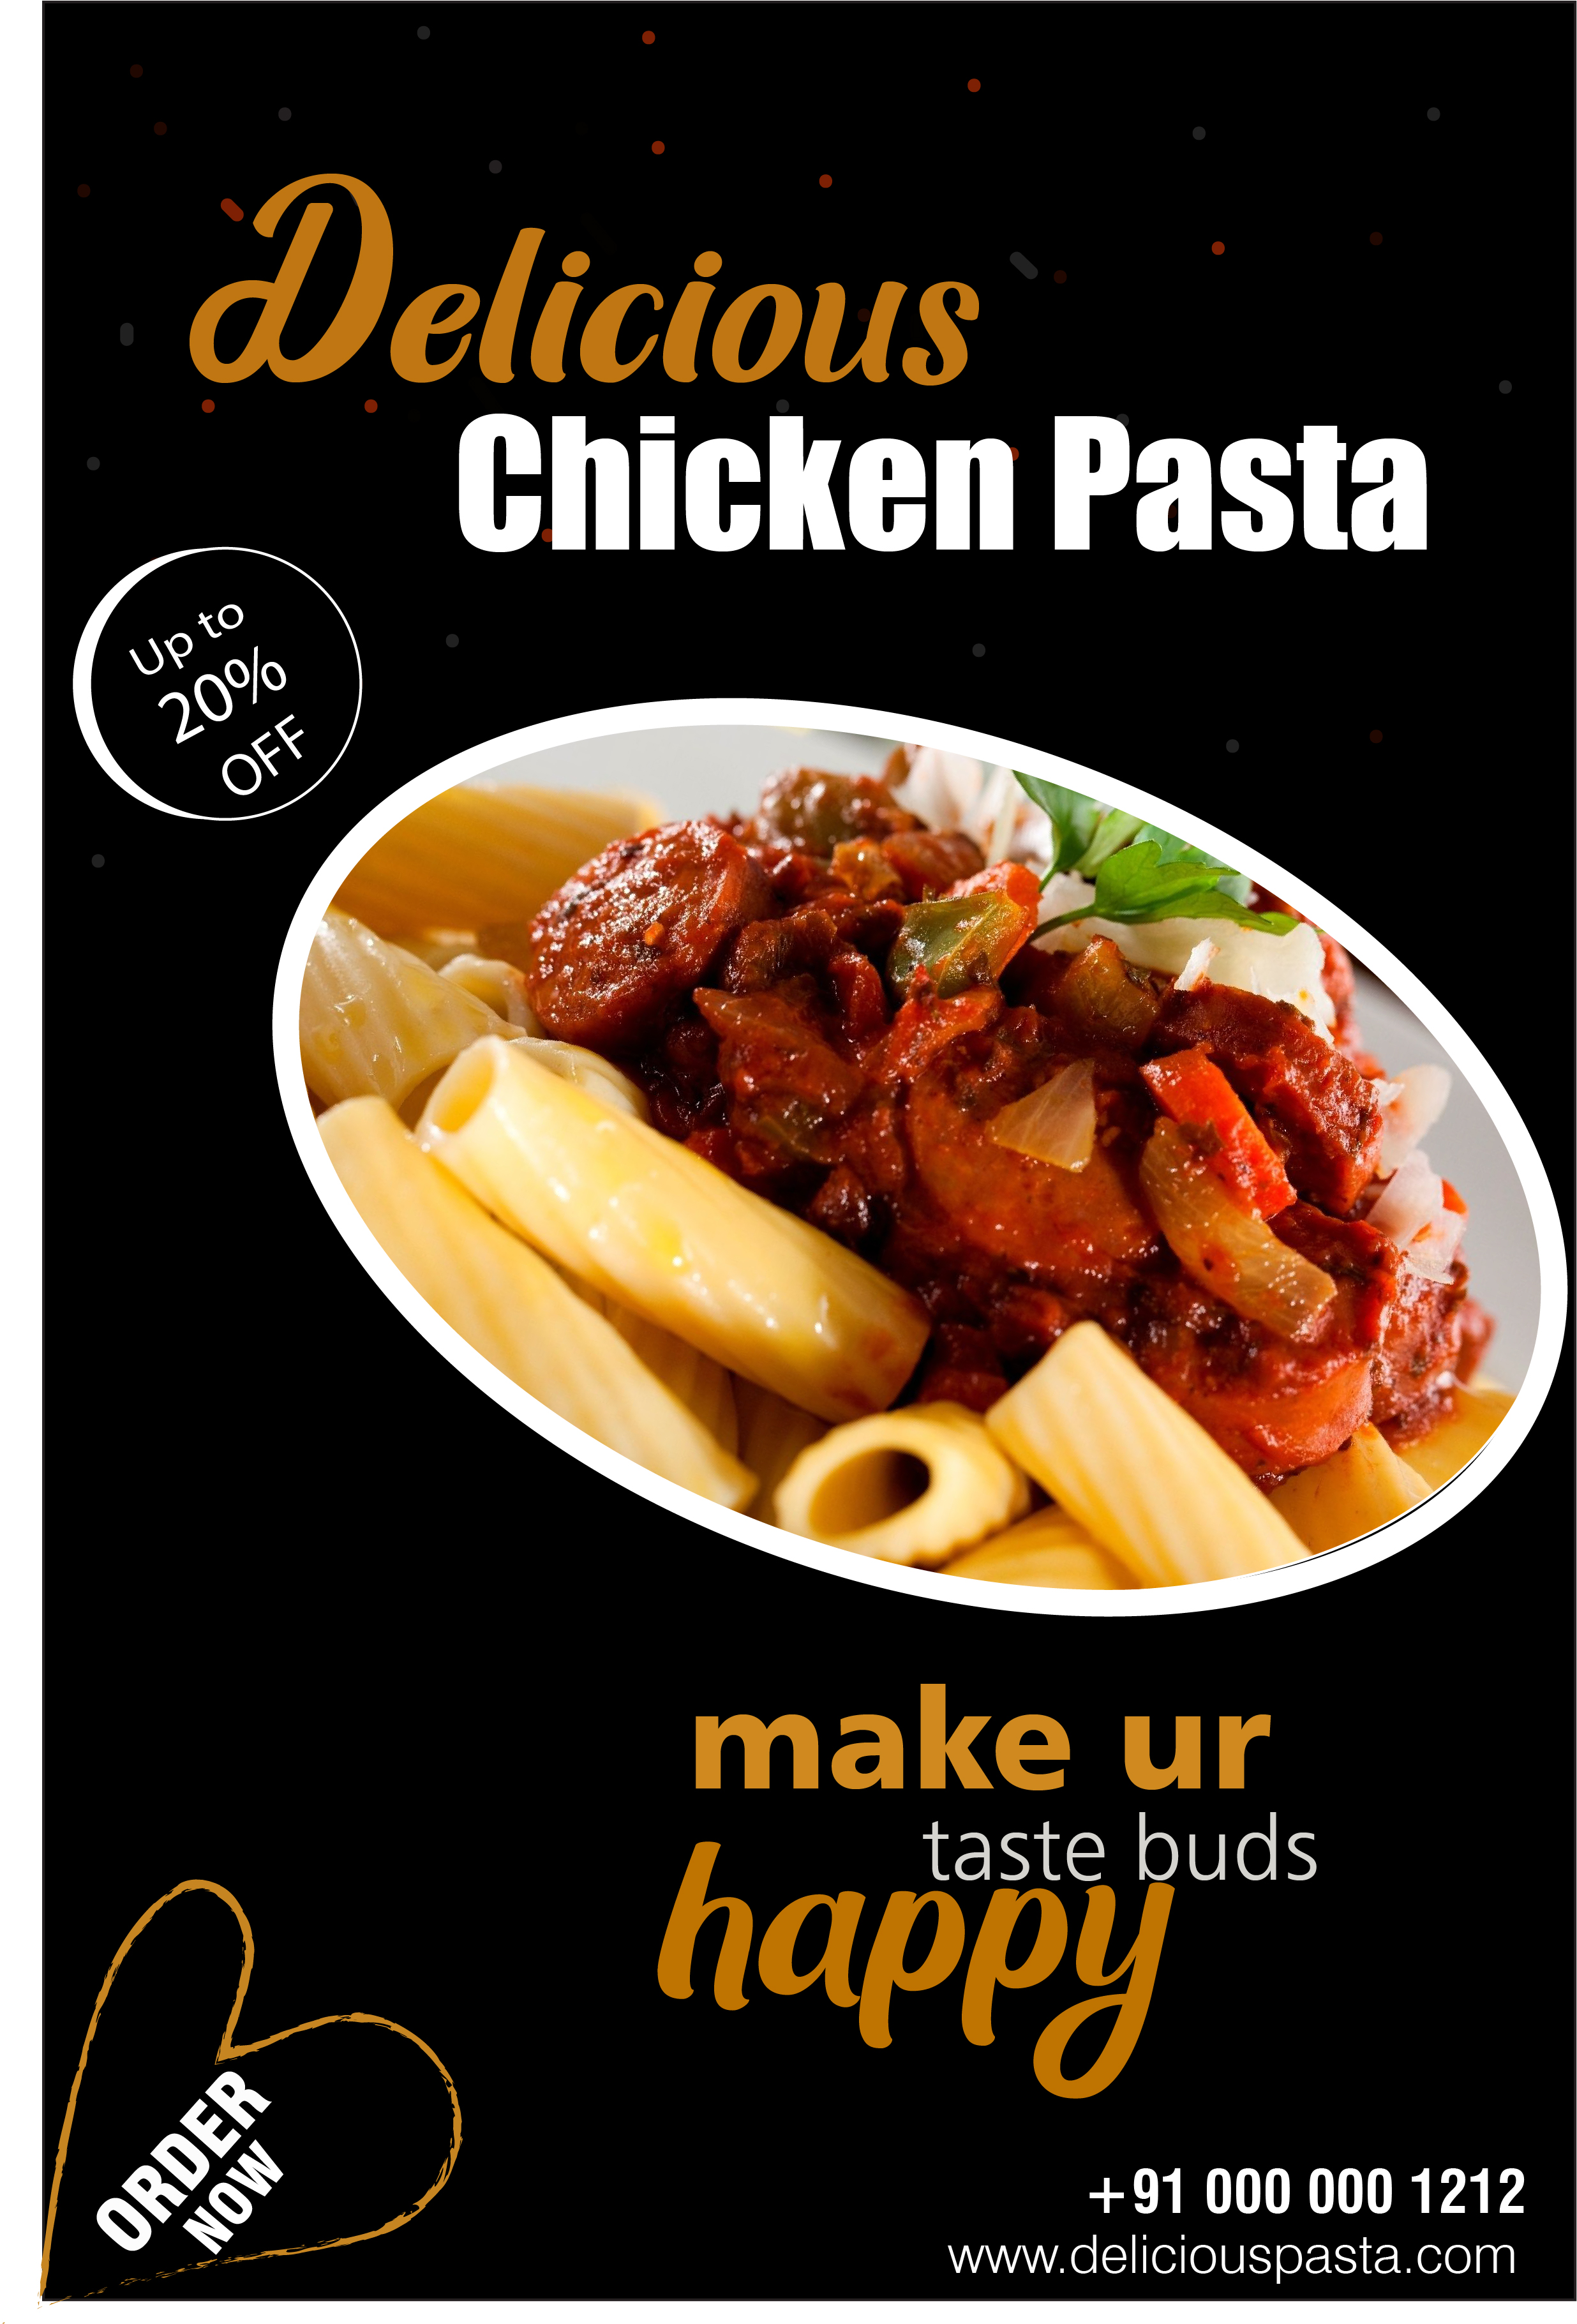 Delicious
Chicken Pasta
Up to
20%
OFF
make ur
taste buds
happy
ORDER
NOW
+91 000 000 1212
www.deliciouspasta.com